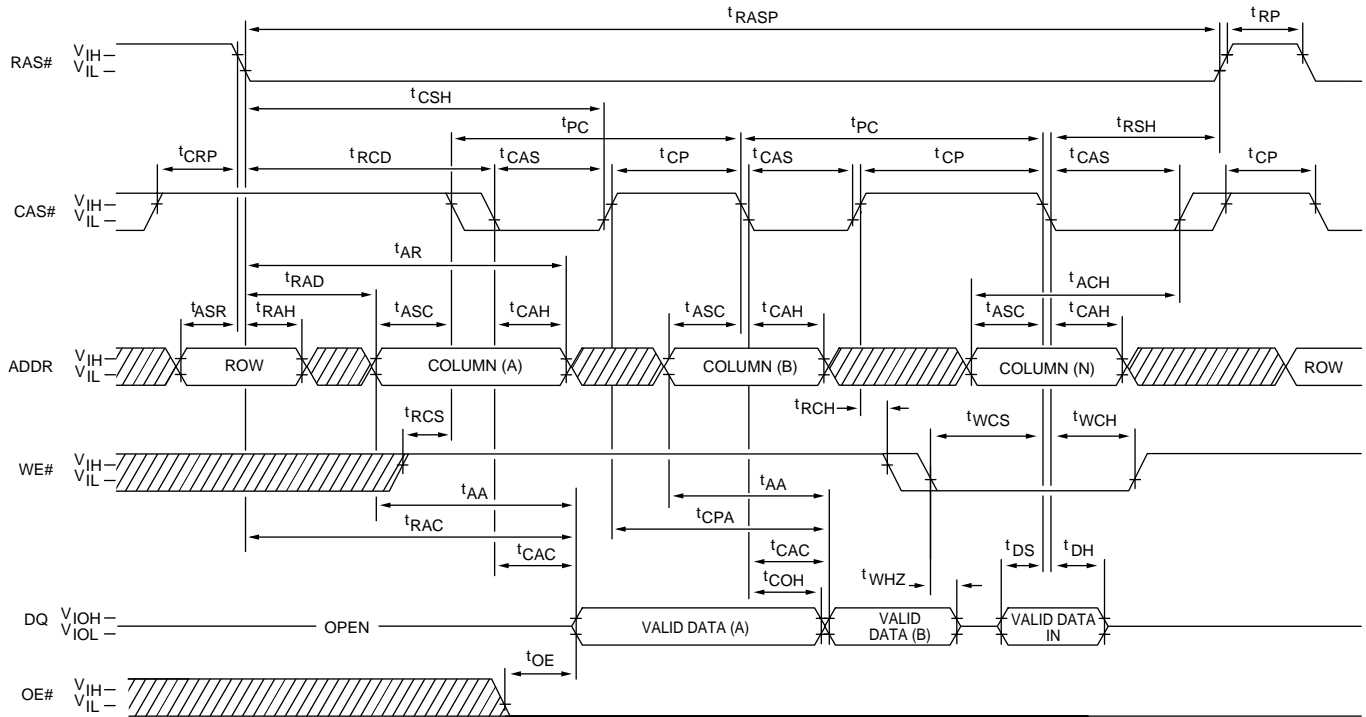 tRASP tRP
RAS# VIH VIL
tCSH
tPC tPC tRSH
tCRP tRCD tCAS tCP tCAS tCP tCAS tCP
CAS# VIH VIL
tAR
tRAD tACH
tASR tRAH tASC tCAH tASC tCAH tASC tCAH
ADDR VIH VIL ROW COLUMN (A) COLUMN (B) COLUMN (N) ROW
tRCS tRCH tWCS tWCH
WE# VIH VIL
tAA tAA
tRAC tCPA
tCAC tCAC tDS tDH
tCOH tWHZ
DQ VIOH VIOL OPEN VALID DATA (A) VALID DATA (B) VALID DATA IN
tOE
OE# VIH VIL